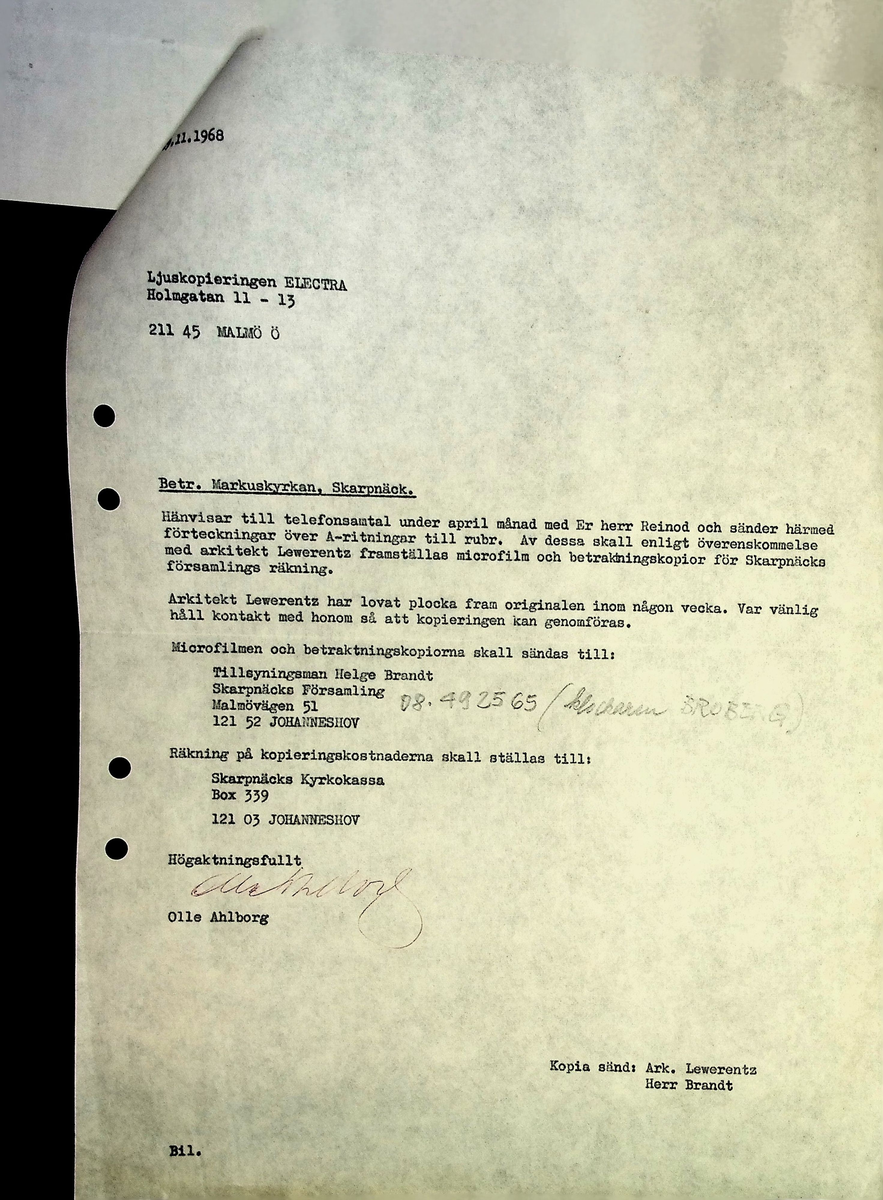 .11.1968
Ljuskopieringen ELECTRA
Holmgatan 11 - 13
211 45 MALMÖ Ö
Betr. Markuskyrkan, Skarpnäck.
Hänvisar till telefonsamtal under april månad med Er herr Reinod och sänder härmed
förteckningar över A-ritningar till rubr. Av dessa skall enligt överenskommelse
med arkitekt Lewerentz framställas microfilm och betraktningskopior för Skarpnäcks
församlings räkning.
Arkitekt Lewerentz har lovat plocka fram originalen inom någon vecka. Var vänlig
håll kontakt med honom så att kopieringen kan genomföras.
Microfilmen och betraktningskopiorna skall sändas till:
Tillsyningsman Helge Brandt
Skarpnäcks Församling
08.492565 ( BROBERG)
Malmövägen 51
121 52 JOHANNESHOV
Räkning på kopieringskostnaderna skall ställas till:
Skarpnäcks Kyrkokassa
Box 339
121 03 JOHANNESHOV
Högaktningsfullt
Olle Ahlborg
Kopia sänd: Ark. Lewerentz
Herr Brandt
Bil.